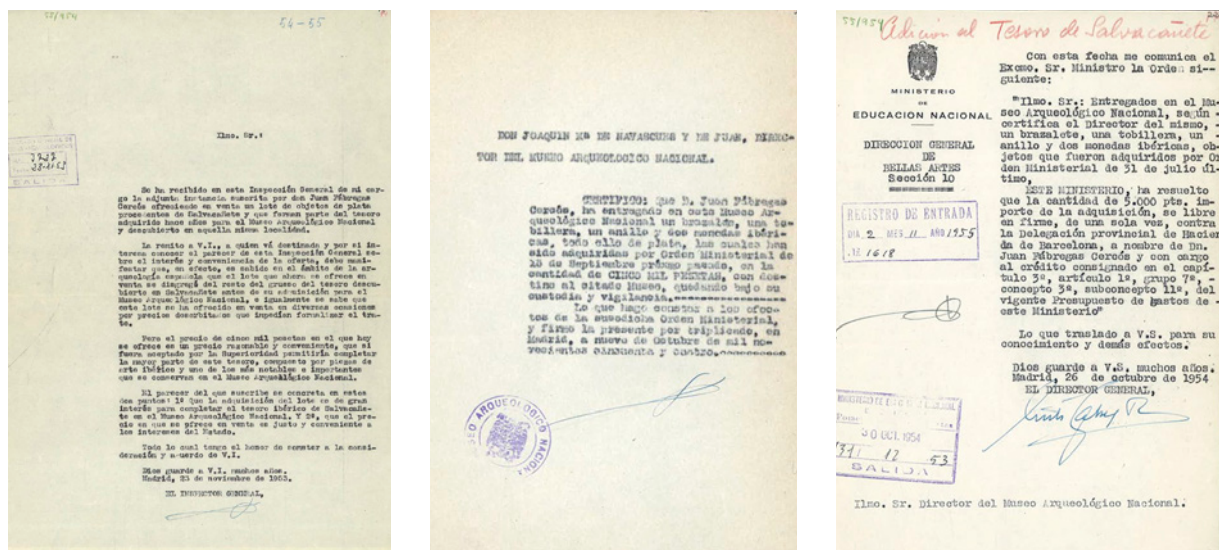 55/954
54-55
Ilmo. Sr.:
3727
28-11-53
SALIDA
Se ha recibido en esta Inspección General de mi car-
go la adjunta instancia suscrita por don Juan Fábregas
Cercós ofreciendo en venta un lote de objetos de plata
procedentes de Salvacañete y que forman parte del tesoro
adquirido hace años para el Museo Arqueológico Nacional
y descubierto en aquella misma localidad.
La remito a V.I., a quien vá destinada y por si in-
teresa conocer el parecer de esta Inspección General so-
bre el interés y conveniencia de la oferta, debo mani-
festar que, en efecto, es sabido en el ámbito de la ar-
queología española que el lote que ahora se ofrece en
venta se disgregó del resto del grueso del tesoro descu-
bierto en Salvacañete antes de su adquisición para el
Museo Arqueológico Nacional, e igualmente se sabe que
este lote se ha ofrecido en venta en diversas ocasiones
por precios desorbitados que impedían formalizar el tra-
to.
Pero el precio de cinco mil pesetas en el que hoy
se ofrece es un precio razonable y conveniente, que si
fuera aceptado por la Superioridad permitiría completar
la mayor parte de este tesoro, compuesto por piezas de
arte ibérico y uno de los más notables e importantes
que se conservan en el Museo Arqueológico Nacional.
El parecer del que suscribe se concreta en estos
dos puntos: 1º que la adquisición del lote es de gran
interés para completar el tesoro ibérico de Salvacañe-
te en el Museo Arqueológico Nacional. Y 2º, que el pre-
cio en que se ofrece en venta es justo y conveniente a
los intereses del Estado.
Todo lo cual tengo el honor de someter a la consi-
deración y acuerdo de V.I.
Dios guarde a V.I. muchos años.
Madrid, 23 de noviembre de 1953.
EL INSPECTOR GENERAL,
DON JOAQUIN Mª DE NAVASCUES Y DE JUAN, DIREC-
TOR DEL MUSEO ARQUEOLOGICO NACIONAL.
CERTIFICO: Que D. Juan Fábregas
Cercós, ha entregado en este Museo Ar-
queológico Nacional un brazalete, una to-
billera, un anillo y dos monedas ibéri-
cas, todo ello de plata, las cuales han
sido adquiridas por Orden Ministerial de
15 de Septiembre próximo pasado, en la
cantidad de CINCO MIL PESETAS, con des-
tino al citado Museo, quedando bajo su
custodia y vigilancia.
Lo que hago constar a los efec-
tos de la susodicha Orden Ministerial,
y firmo la presente por triplicado, en
Madrid, a nueve de Octubre de mil no-
vecientos cincuenta y cuatro.
MUSEO ARQUEOLOGICO NACIONAL
55/954
Adición al Tesoro de Salvacañete
MINISTERIO
DE
EDUCACION NACIONAL
DIRECCION GENERAL
DE
BELLAS ARTES
Sección 10
REGISTRO DE ENTRADA
DIA 2 MES 11 AÑO 1955
1618
Con esta fecha me comunica el
Excmo. Sr. Ministro la Orden si--
guiente:
"Ilmo. Sr.: Entregados en el Mu-
seo Arqueológico Nacional, según -
certifica el Director del mismo, -
un brazalete, una tobillera, un -
anillo y dos monedas ibéricas, ob-
jetos que fueron adquiridos por Or
den Ministerial de 31 de julio úl-
timo,
ESTE MINISTERIO, ha resuelto
que la cantidad de 5.000 pts. im-
porte de la adquisición, se libre
en firme, de una sola vez, contra
la Delegación provincial de Hacien
da de Barcelona, a nombre de Dn.
Juan Fábregas Cercós y con cargo
al crédito consignado en el capí-
tulo 3º, artículo 1º, grupo 7º, -
concepto 3º, subconcepto 11º, del
vigente Presupuesto de gastos de -
este Ministerio"
Lo que traslado a V.S. para su
conocimiento y demás efectos.
Dios guarde a V.S. muchos años.
Madrid, 26 de octubre de 1954
EL DIRECTOR GENERAL,
30 OCT. 1954
SALIDA
Ilmo. Sr. Director del Museo Arqueológico Nacional.